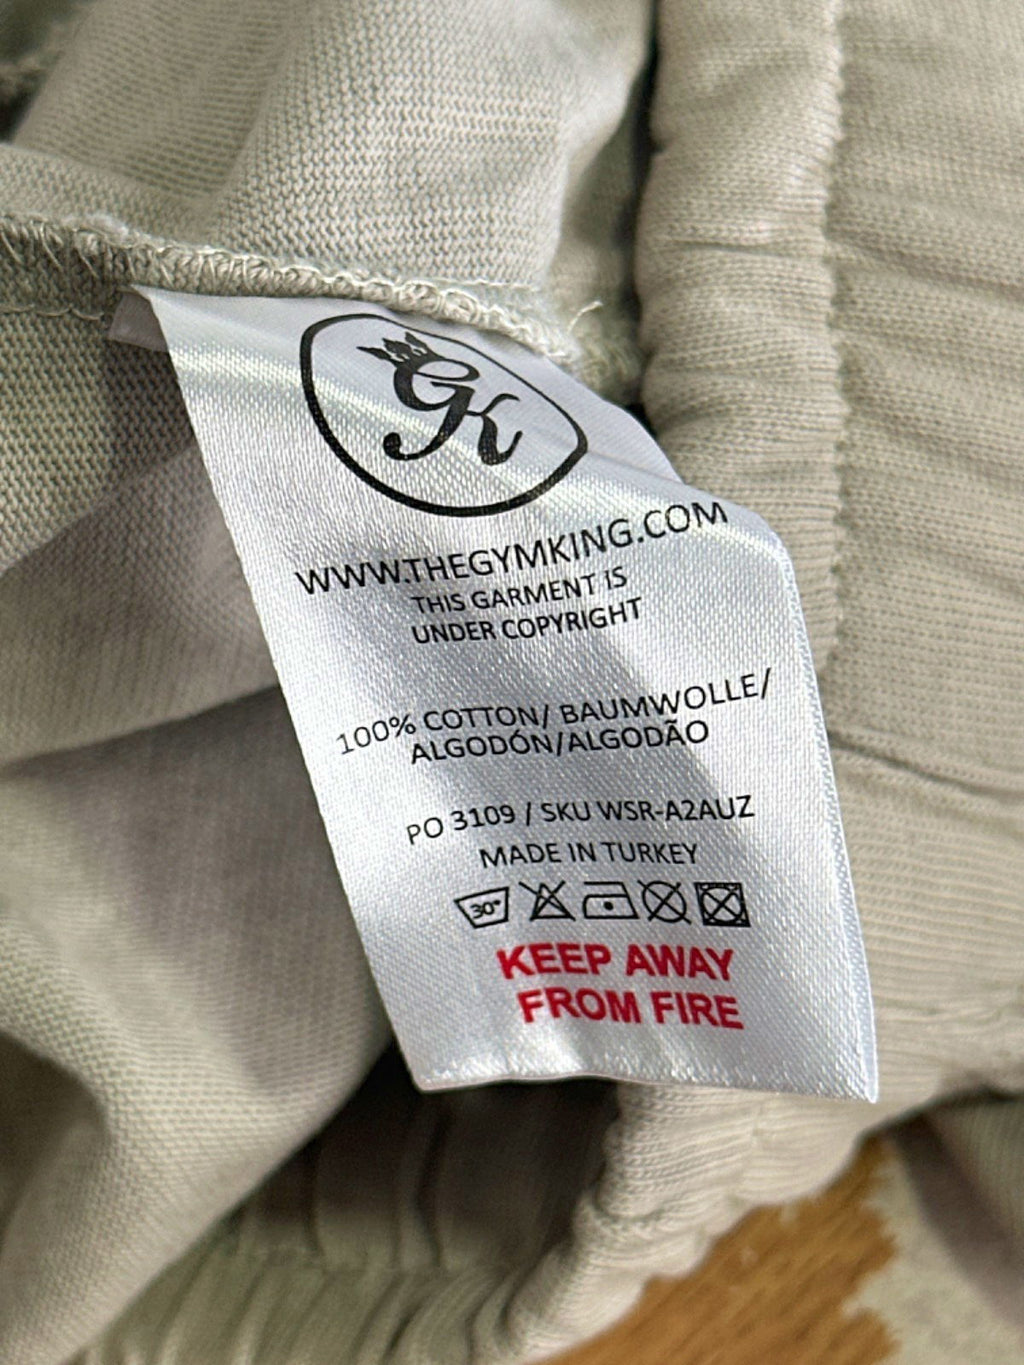 GK
WWW.THEGYMKING.COM
THIS GARMENT IS
UNDER COPYRIGHT
100% COTTON/ BAUMWOLLE/
ALGODÓN/ALGODÃO
PO 3109 / SKU WSR-A2AUZ
MADE IN TURKEY
30°
KEEP AWAY
FROM FIRE